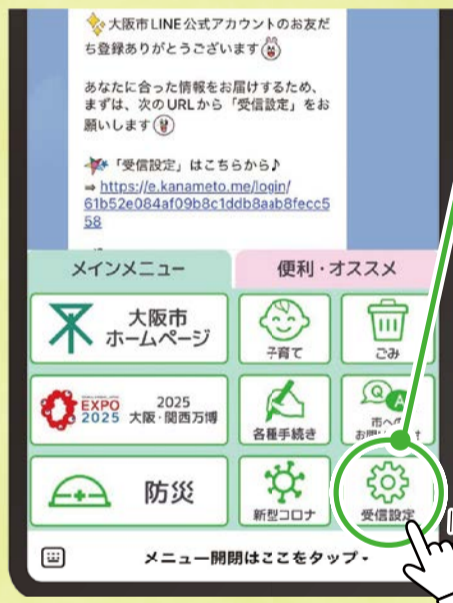 大阪市LINE公式アカウントのお友だ
ち登録ありがとうござい
ます
あなたに合った情報をお届けするため、
まずは、次のURLから「受信設定」をお
願いします
「受信設定」はこちらから♪
➡ https://e.kanameto.me/login/
61b52e084af09b8c1ddb8aab8fecc5
58
メインメニュー
便利・オススメ
大阪市
ホームページ
子育て
ごみ
EXPO
2025
2025
大阪・関西万博
各種手続き
Q
A
市への
防災
新型コロナ
受信設定
メニュー開閉はここをタップ